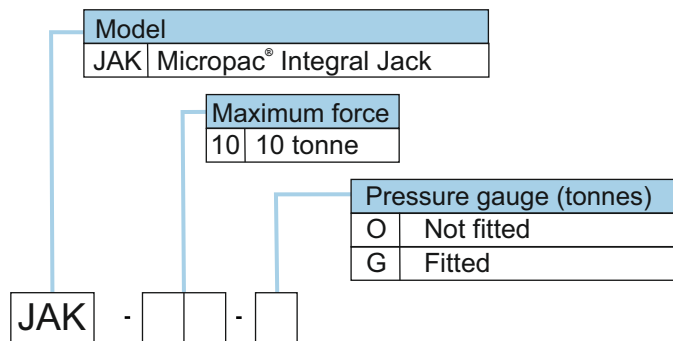 Model
JAK Micropac® Integral Jack
Maximum force
10 10 tonne
Pressure gauge (tonnes)
O Not fitted
G Fitted
JAK - -